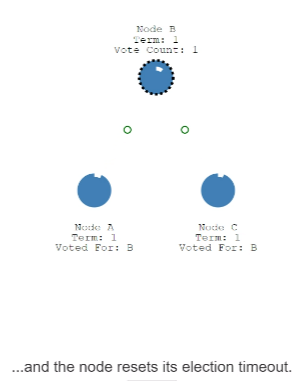 Node B
Term: 1
Vote Count: 1
Node A
Term: 1
Voted For: B
Node C
Term: 1
Voted For: B
...and the node resets its election timeout.